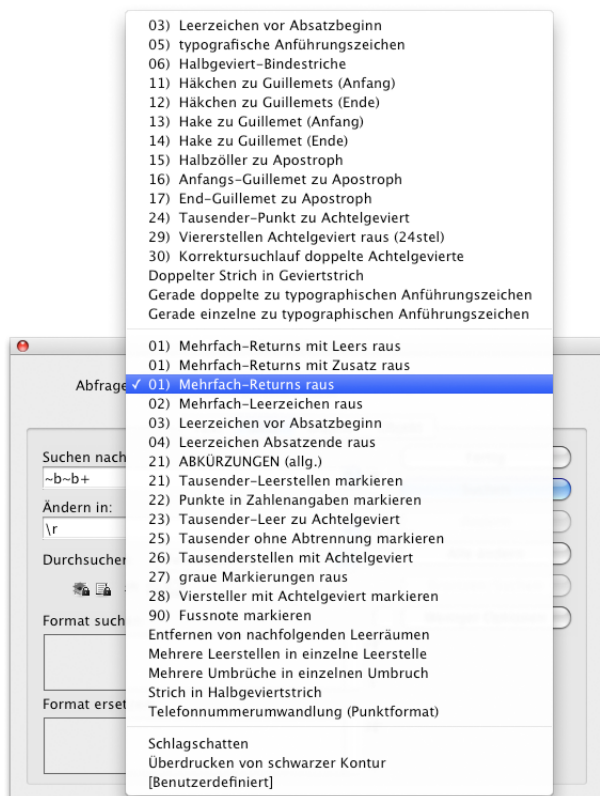 03) Leerzeichen vor Absatzbeginn
05) typografische Anführungszeichen
06) Halbgeviert-Bindestriche
11) Häkchen zu Guillemets (Anfang)
12) Häkchen zu Guillemets (Ende)
13) Hake zu Guillemet (Anfang)
14) Hake zu Guillemet (Ende)
15) Halbzöller zu Apostroph
16) Anfangs-Guillemet zu Apostroph
17) End-Guillemet zu Apostroph
24) Tausender-Punkt zu Achtelgeviert
29) Viererstellen Achtelgeviert raus (24stel)
30) Korrektursuchlauf doppelte Achtelgevierte
Doppelter Strich in Geviertstrich
Gerade doppelte zu typographischen Anführungszeichen
Gerade einzelne zu typographischen Anführungszeichen
01) Mehrfach-Returns mit Leers raus
01) Mehrfach-Returns mit Zusatz raus
Abfrage
✓ 01) Mehrfach-Returns raus
02) Mehrfach-Leerzeichen raus
03) Leerzeichen vor Absatzbeginn
04) Leerzeichen Absatzende raus
Suchen nach
21) ABKÜRZUNGEN (allg.)
~b~b+
21) Tausender-Leerstellen markieren
22) Punkte in Zahlenangaben markieren
Ändern in:
23) Tausender-Leer zu Achtelgeviert
\r
25) Tausender ohne Abtrennung markieren
Durchsuchen
26) Tausenderstellen mit Achtelgeviert
27) graue Markierungen raus
28) Viersteller mit Achtelgeviert markieren
Format such
90) Fussnote markieren
Entfernen von nachfolgenden Leerräumen
Mehrere Leerstellen in einzelne Leerstelle
Mehrere Umbrüche in einzelnen Umbruch
Strich in Halbgeviertstrich
Format erset
Telefonnummerumwandlung (Punktformat)
Schlagschatten
Überdrucken von schwarzer Kontur
[Benutzerdefiniert]